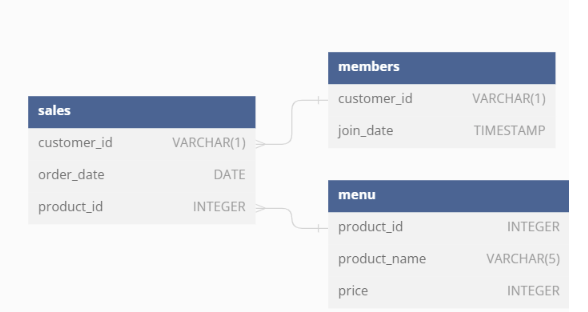 sales
customer_id VARCHAR(1)
order_date DATE
product_id INTEGER
members
customer_id VARCHAR(1)
join_date TIMESTAMP
menu
product_id INTEGER
product_name VARCHAR(5)
price INTEGER